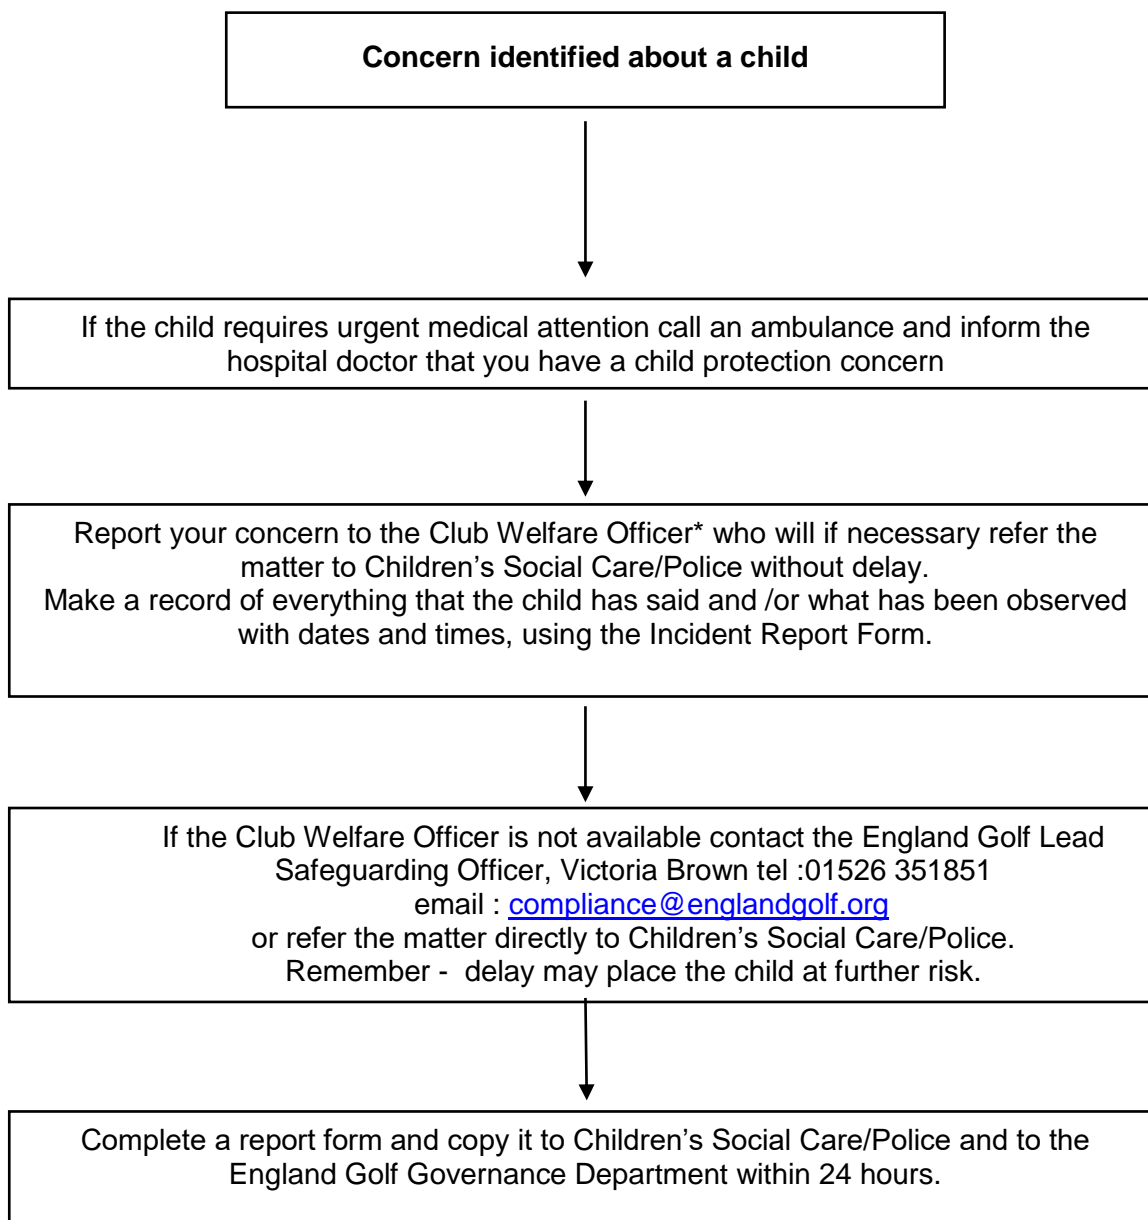 Concern identified about a child
If the child requires urgent medical attention call an ambulance and inform the
hospital doctor that you have a child protection concern
Report your concern to the Club Welfare Officer* who will if necessary refer the
matter to Children’s Social Care/Police without delay.
Make a record of everything that the child has said and /or what has been observed
with dates and times, using the Incident Report Form.
If the Club Welfare Officer is not available contact the England Golf Lead
Safeguarding Officer, Victoria Brown tel :01526 351851
email : compliance@englandgolf.org
or refer the matter directly to Children’s Social Care/Police.
Remember -  delay may place the child at further risk.
Complete a report form and copy it to Children’s Social Care/Police and to the
England Golf Governance Department within 24 hours.